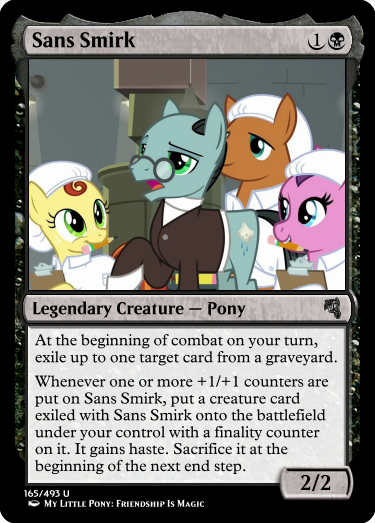 Sans Smirk 1
Legendary Creature — Pony
At the beginning of combat on your turn,
exile up to one target card from a graveyard.
Whenever one or more +1/+1 counters are
put on Sans Smirk, put a creature card
exiled with Sans Smirk onto the battlefield
under your control with a finality counter
on it. It gains haste. Sacrifice it at the
beginning of the next end step.
2/2
165/493 U
My Little Pony: Friendship Is Magic